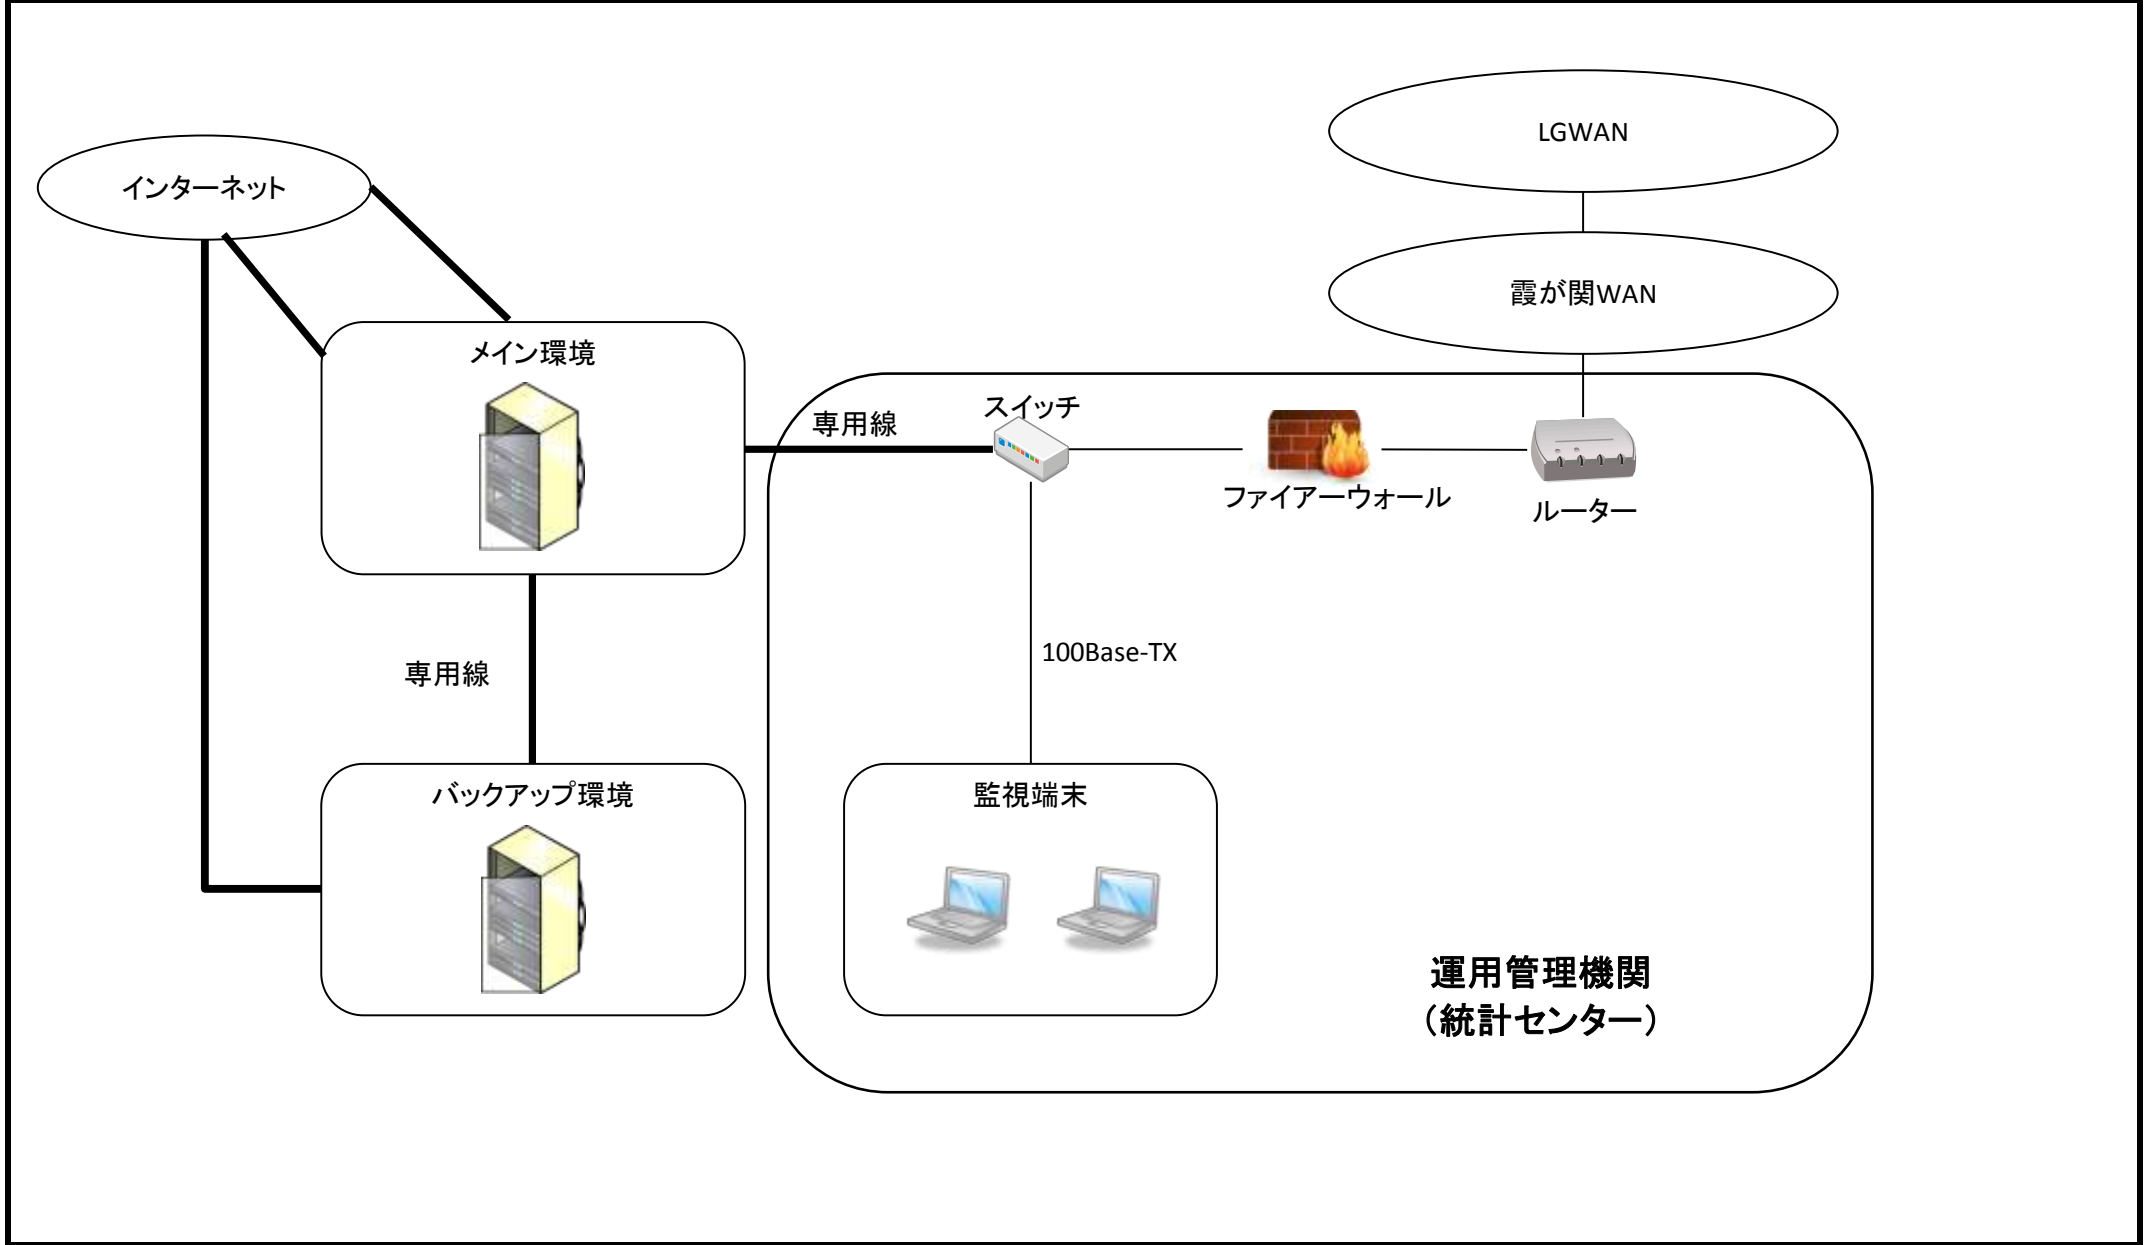 LGWAN
インターネット
霞が関WAN
メイン環境
専用線
スイッチ
ファイアーウォール
ルーター
専用線
100Base-TX
バックアップ環境
監視端末
運用管理機関
（統計センター）